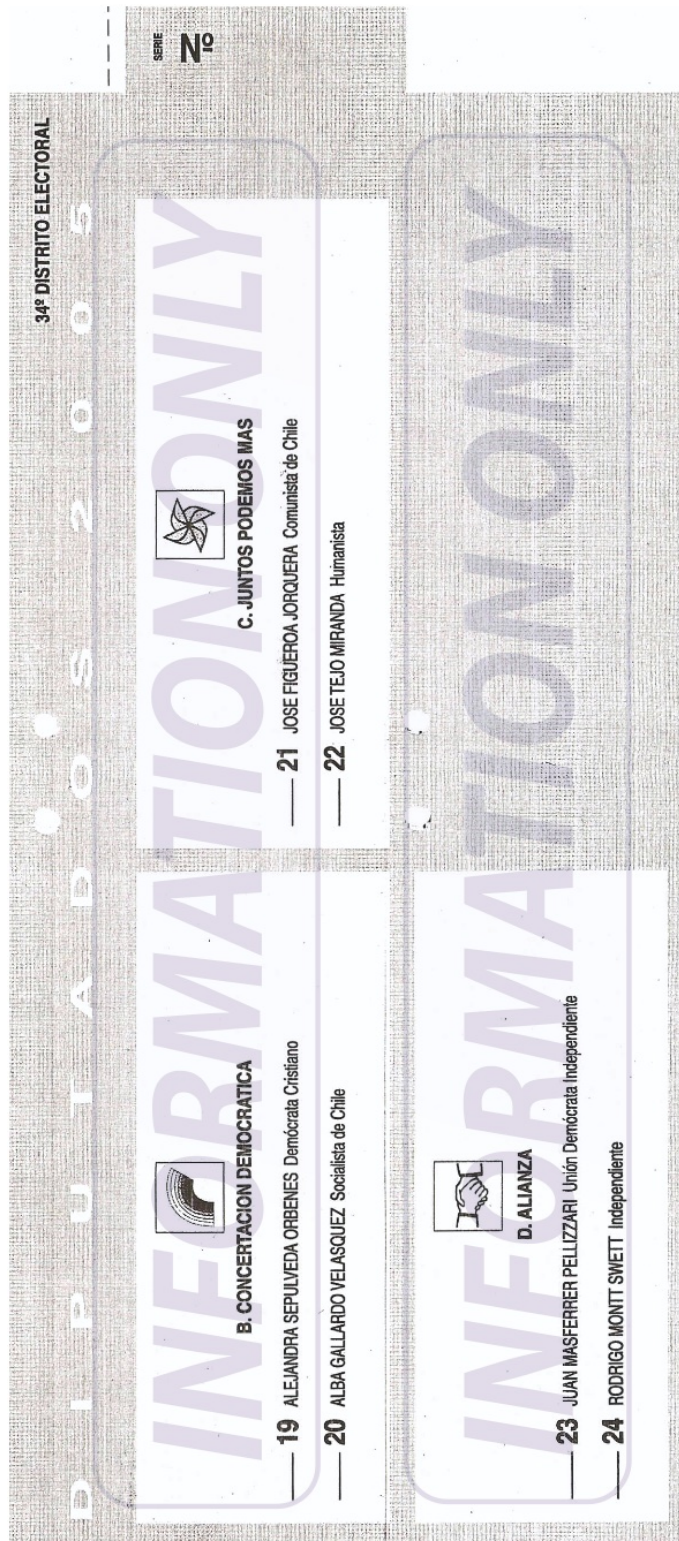 34º DISTRITO ELECTORAL
SERIE
Nº
DIPUTADOS 2005
B. CONCERTACION DEMOCRATICA
19 ALEJANDRA SEPULVEDA ORBENES Demócrata Cristiano
20 ALBA GALLARDO VELASQUEZ Socialista de Chile
C. JUNTOS PODEMOS MAS
21 JOSE FIGUEROA JORQUERA Comunista de Chile
22 JOSE TEJO MIRANDA Humanista
INFORMATION ONLY
D. ALIANZA
23 JUAN MASFERRER PELLIZZARI Unión Demócrata Independiente
24 RODRIGO MONTT SWETT Independiente
INFORMATION ONLY